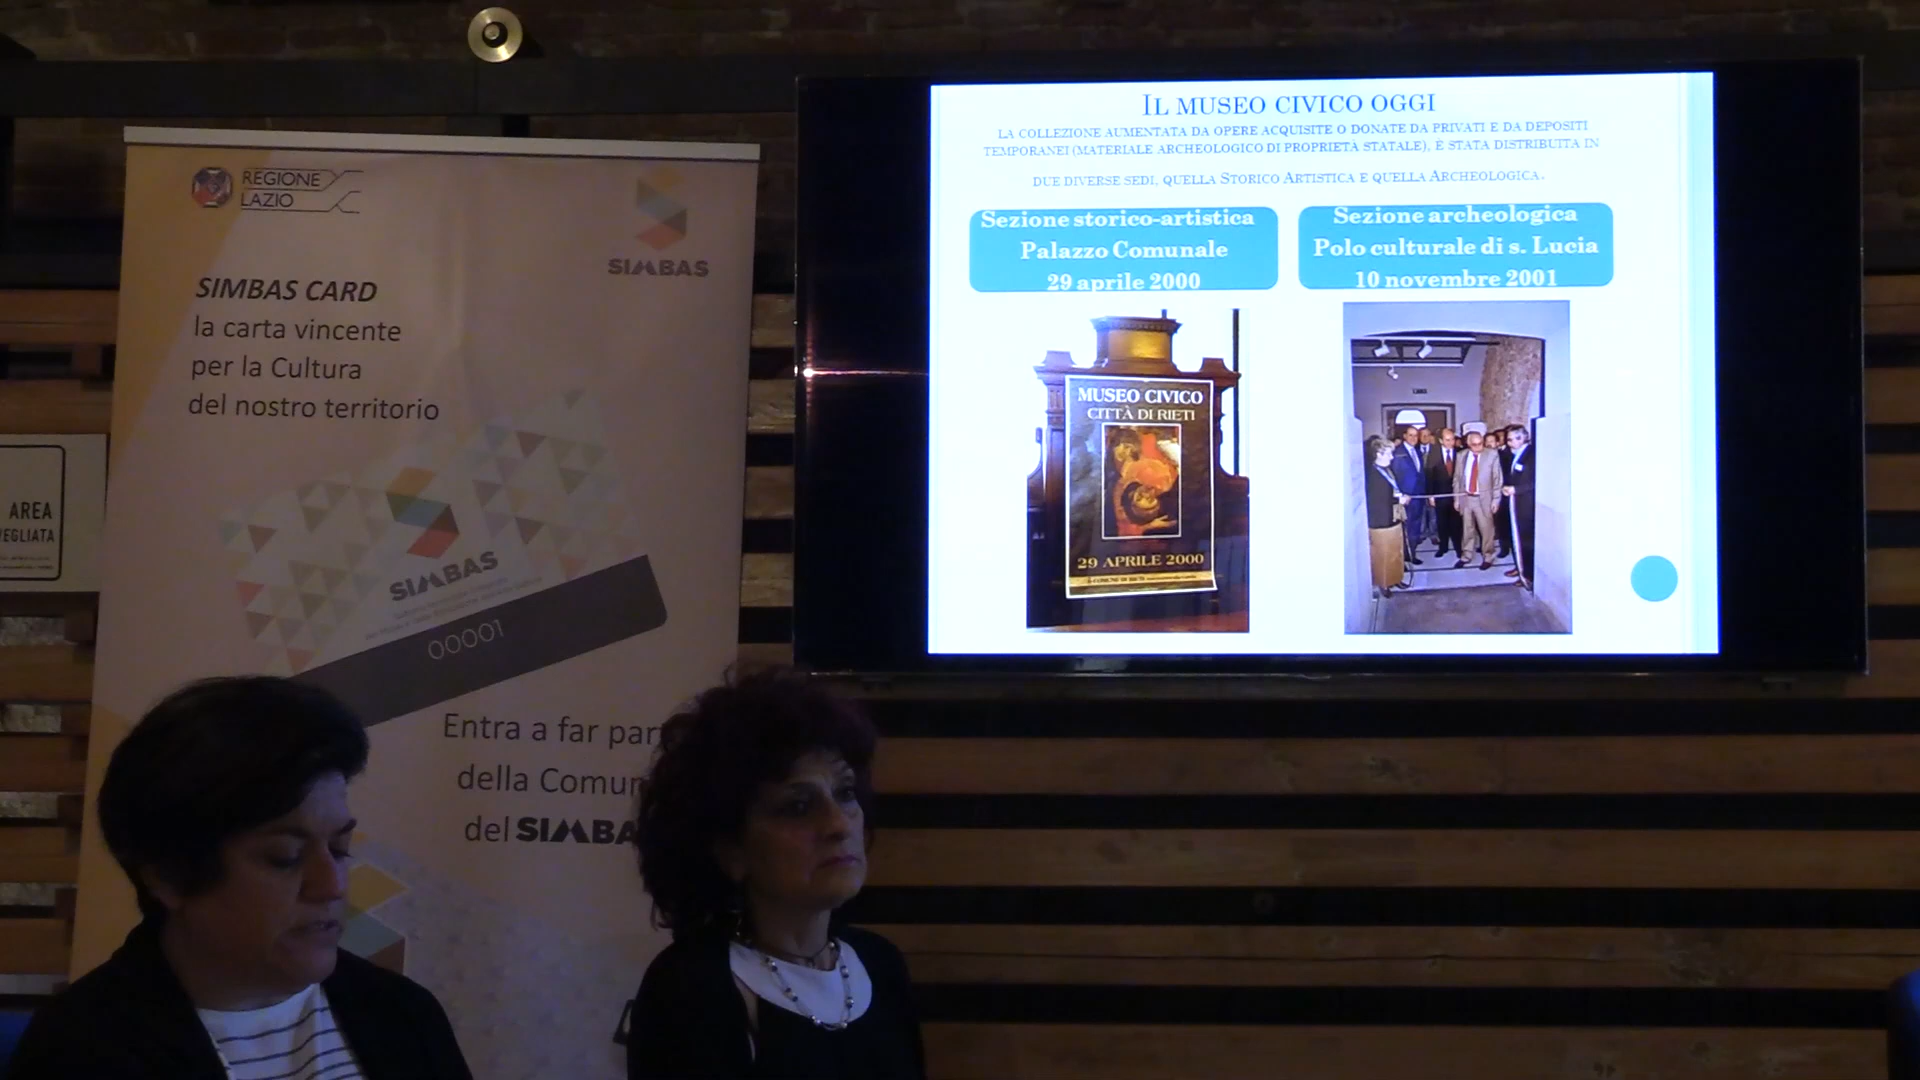 REGIONE
LAZIO
SIMBAS
SIMBAS CARD
la carta vincente
per la Cultura
del nostro territorio
SIMBAS
00001
Entra a far par
della Comun
del SIMBA
AREA
EGLIATA
IL MUSEO CIVICO OGGI
LA COLLEZIONE AUMENTATA DA OPERE ACQUISITE O DONATE DA PRIVATI E DA DEPOSITI
TEMPORANEI (MATERIALE ARCHEOLOGICO DI PROPRIETÀ STATALE), È STATA DISTRIBUITA IN
DUE DIVERSE SEDI, QUELLA STORICO ARTISTICA E QUELLA ARCHEOLOGICA.
Sezione storico-artistica
Palazzo Comunale
29 aprile 2000
Sezione archeologica
Polo culturale di s. Lucia
10 novembre 2001
MUSEO CIVICO
CITTÀ DI RIETI
29 APRILE 2000